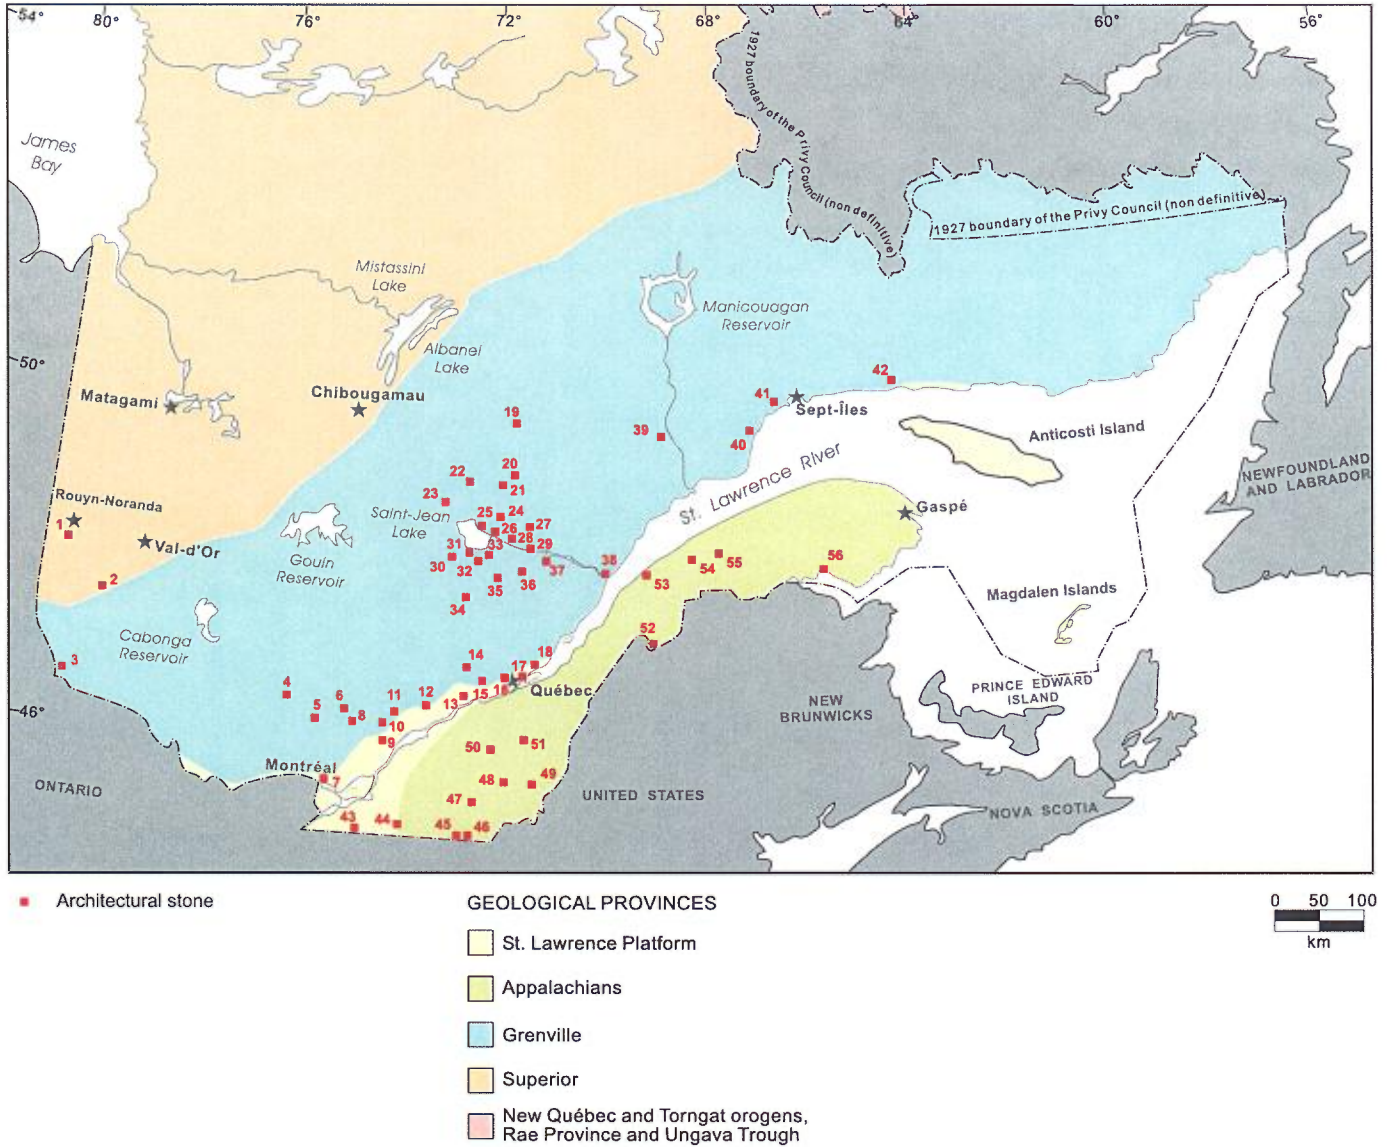 54°
80°
76°
72°
68°
64°
60°
56°
1927 boundary of the Privy Council (non definitive)
James
Bay
1927 boundary of the Privy Council (non definitive)
Mistassini
Lake
Manicouagan
Reservoir
Albanel
Lake
50°
42
Matagami
Chibougamau
41
Sept-Îles
19
39
40
Anticosti Island
St. Lawrence River
NEWFOUNDLAND
AND LABRADOR
22
20
21
Rouyn-Noranda
23
Saint-Jean
Lake
25
24
26
27
28
Gaspé
1
Val-d'Or
Gouin
Reservoir
31
33
29
30
32
37
38
35
36
53
54
55
56
2
34
Magdalen Islands
Cabonga
Reservoir
52
3
14
17
18
4
15
16
Québec
PRINCE EDWARD
ISLAND
5
6
8
11
12
13
NEW
BRUNWICKS
46°
10
9
50
51
Montréal
7
ONTARIO
48
49
UNITED STATES
47
NOVA SCOTIA
43
44
45
46
Architectural stone
GEOLOGICAL PROVINCES
St. Lawrence Platform
Appalachians
Grenville
Superior
New Québec and Torngat orogens,
Rae Province and Ungava Trough
0 50 100
km